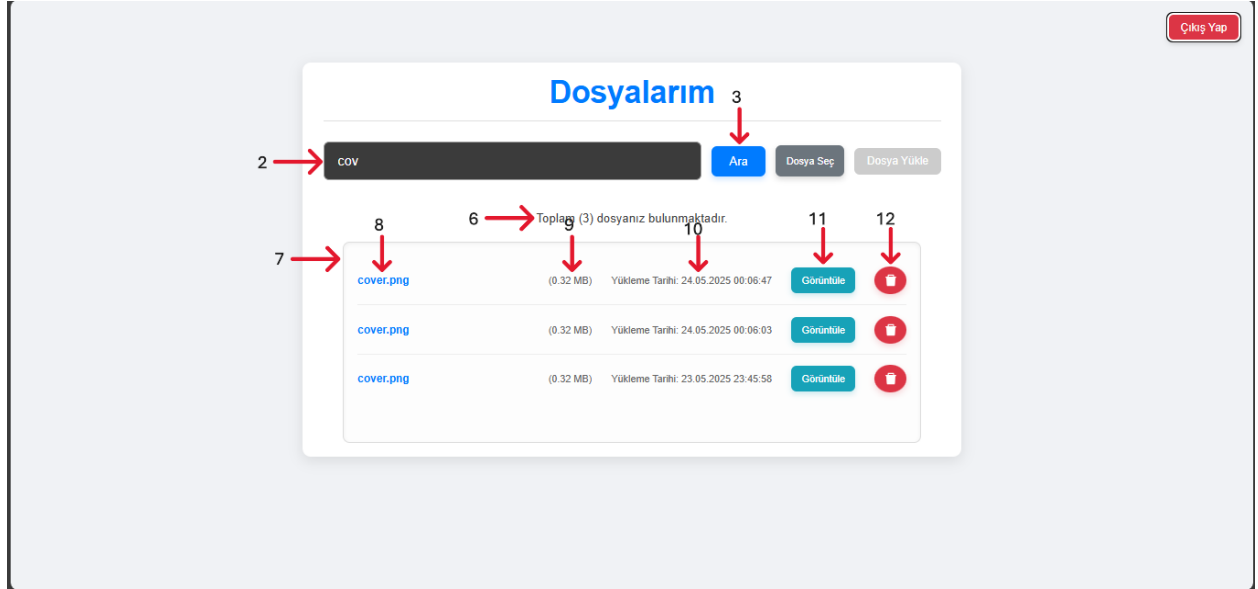 Çıkış Yap
Dosyalarım
3
2
cov
Ara
Dosya Seç
Dosya Yükle
6
Toplam (3) dosyanız bulunmaktadır.
8
9
10
11
12
7
cover.png (0.32 MB) Yükleme Tarihi: 24.05.2025 00:06:47 Görüntüle
cover.png (0.32 MB) Yükleme Tarihi: 24.05.2025 00:06:03 Görüntüle
cover.png (0.32 MB) Yükleme Tarihi: 23.05.2025 23:45:58 Görüntüle